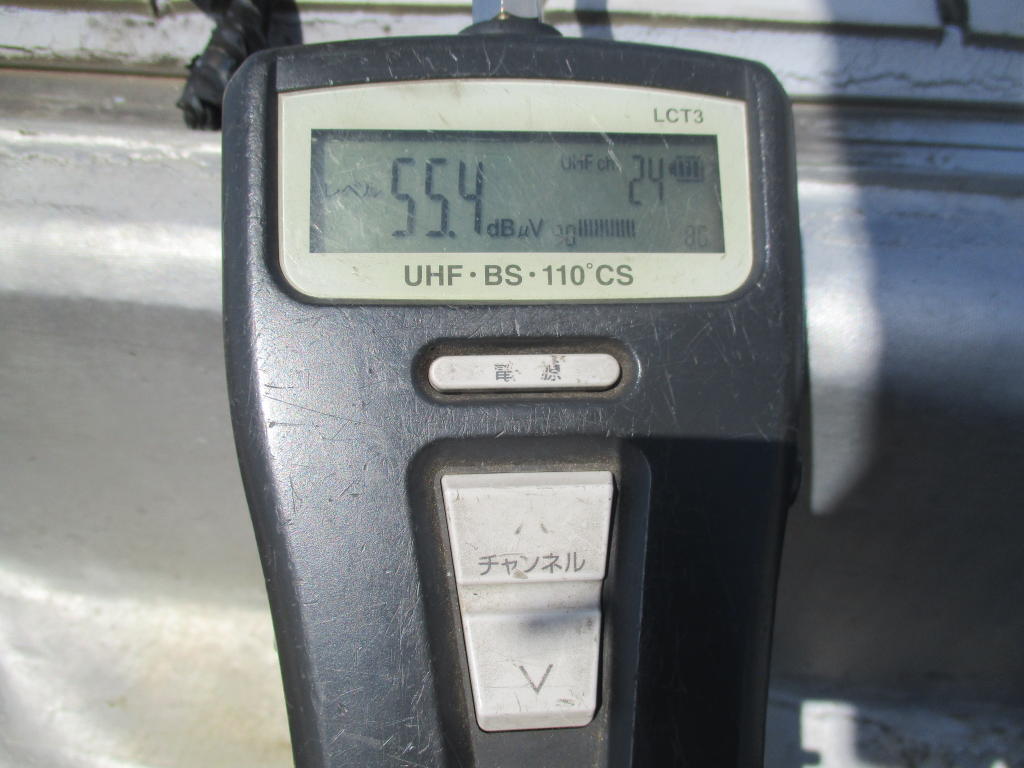 LCT3
レベル 55.4 dBμV
UHF ch 24
UHF・BS・110°CS
電源
チャンネル